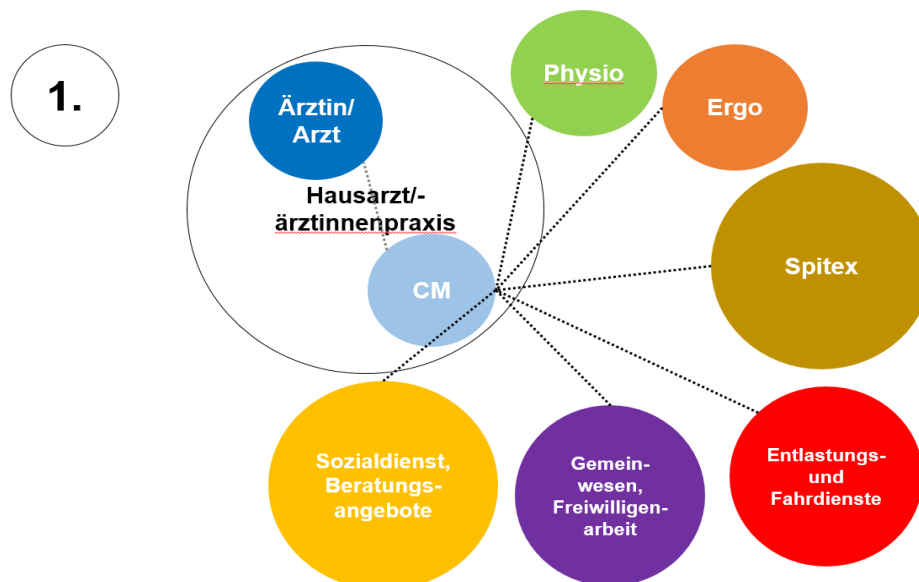 1.
Ärztin/
Arzt
Hausarzt/-
ärztinnenpraxis
CM
Physio
Ergo
Spitex
Entlastungs-
und
Fahrdienste
Gemein-
wesen,
Freiwilligen-
arbeit
Sozialdienst,
Beratungs-
angebote